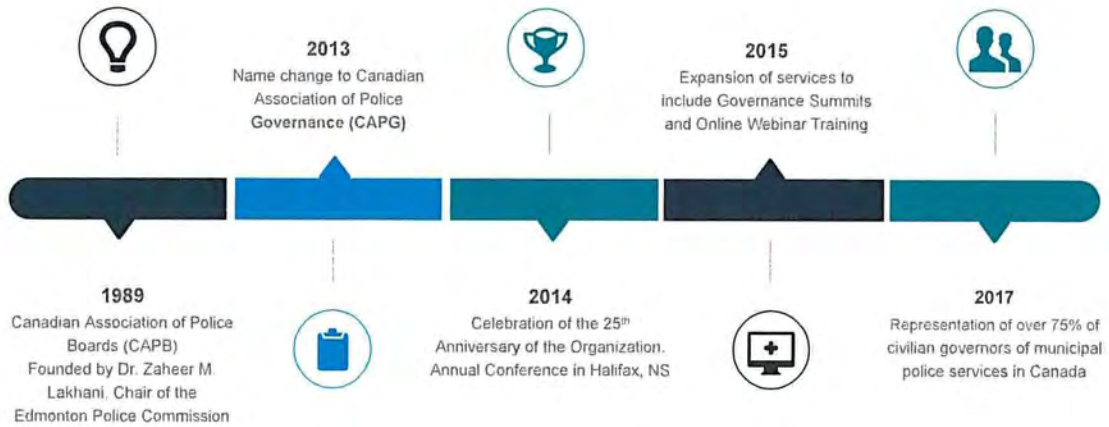 1989
Canadian Association of Police
Boards (CAPB)
Founded by Dr. Zaheer M.
Lakhani, Chair of the
Edmonton Police Commission
2013
Name change to Canadian
Association of Police
Governance (CAPG)
2014
Celebration of the 25th
Anniversary of the Organization.
Annual Conference in Halifax, NS
2015
Expansion of services to
include Governance Summits
and Online Webinar Training
2017
Representation of over 75% of
civilian governors of municipal
police services in Canada